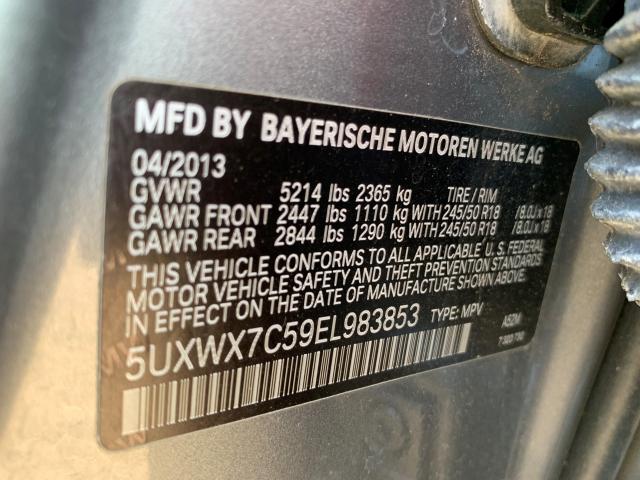 MFD BY BAYERISCHE MOTOREN WERKE AG
04/2013
GVWR 5214 lbs 2365 kg TIRE / RIM
GAWR FRONT 2447 lbs 1110 kg WITH 245/50 R18 /8.0J x 18
GAWR REAR 2844 lbs 1290 kg WITH 245/50 R18 /8.0J x 18
THIS VEHICLE CONFORMS TO ALL APPLICABLE U.S. FEDERAL
MOTOR VEHICLE SAFETY AND THEFT PREVENTION STANDARDS
IN EFFECT ON THE DATE OF MANUFACTURE SHOWN ABOVE.
5UXWX7C59EL983853 TYPE: MPV A52M